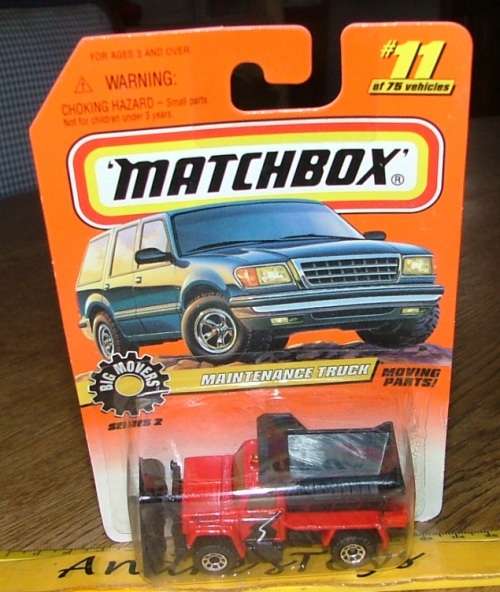 FOR AGES 3 AND OVER
WARNING:
CHOKING HAZARD – Small parts.
Not for children under 3 years.
#11
of 75 vehicles
MATCHBOX®
BIG MOVERS
SERIES 2
MAINTENANCE TRUCK
MOVING
PARTS!